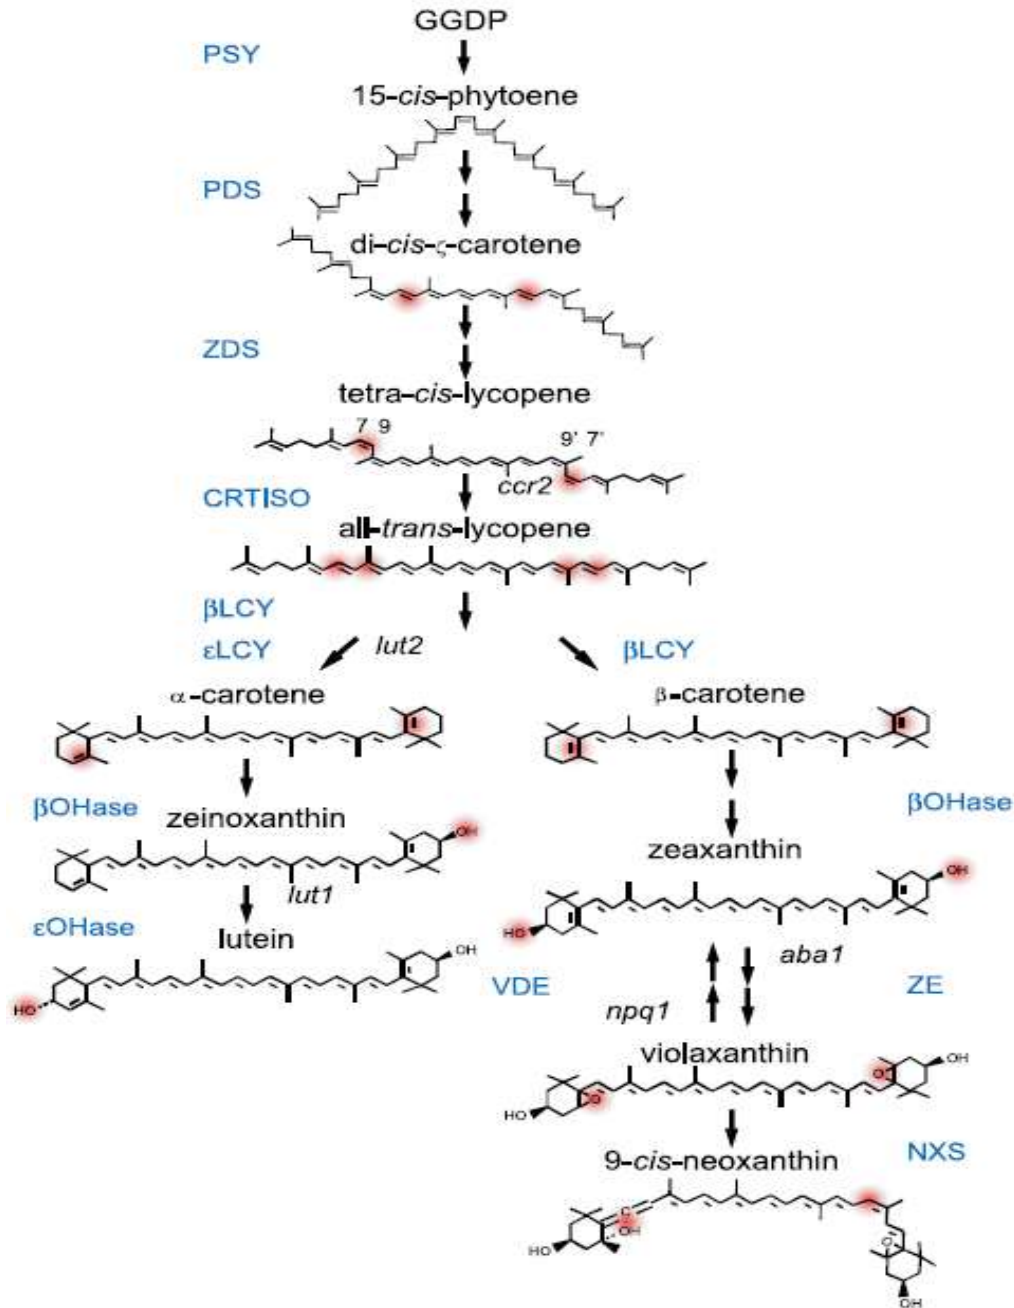 GGDP
PSY
15-cis-phytoene
PDS
di-cis-ζ-carotene
ZDS
tetra-cis-lycopene
7 9 9' 7'
ccr2
CRTISO
all-trans-lycopene
βLCY
εLCY lut2 βLCY
α-carotene β-carotene
βOHase βOHase
zeinoxanthin
OH
zeaxanthin
OH
lut1
εOHase
lutein
HO
OH
aba1
VDE ZE
HO
npq1
violaxanthin
OH
O
O
HO
9-cis-neoxanthin NXS
C
OH
O
HO
OH